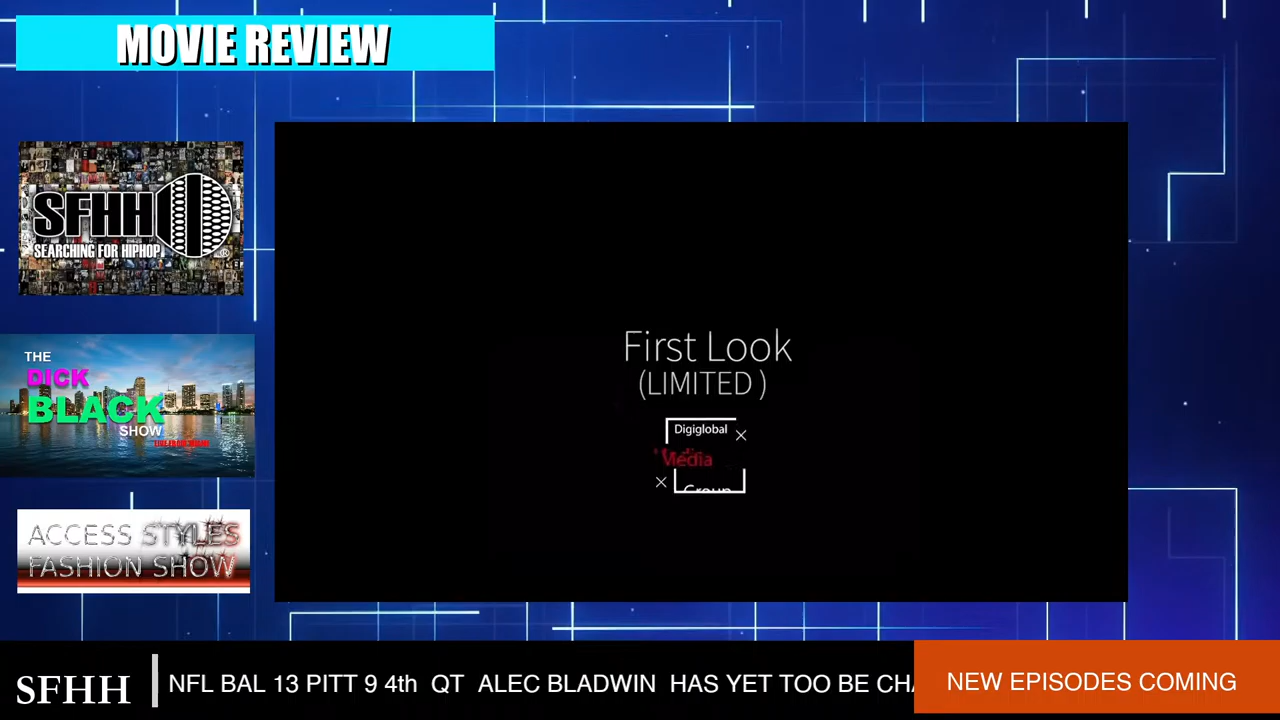 MOVIE REVIEW
SFHH
SEARCHING FOR HIPHOP
®
THE
DICK
BLACK
SHOW
ACCESS STYLES
FASHION SHOW
First Look
(LIMITED )
Digiglobal
Media
Group
SFHH
NFL BAL 13 PITT 9 4th QT ALEC BLADWIN HAS YET TOO BE CHA
NEW EPISODES COMING